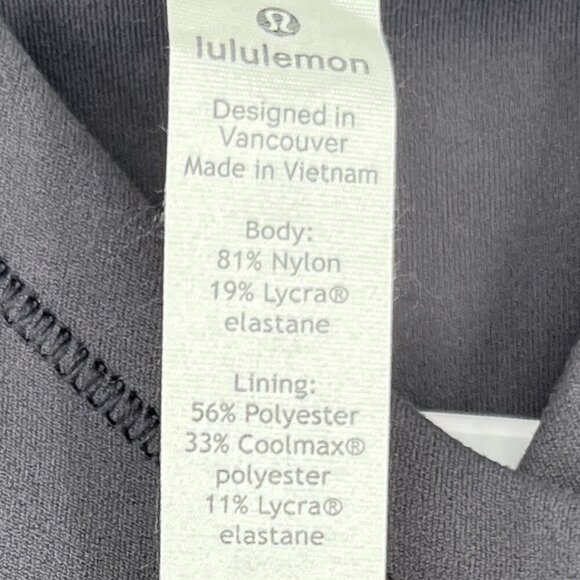 lululemon
Designed in
Vancouver
Made in Vietnam
Body:
81% Nylon
19% Lycra®
elastane
Lining:
56% Polyester
33% Coolmax®
polyester
11% Lycra®
elastane